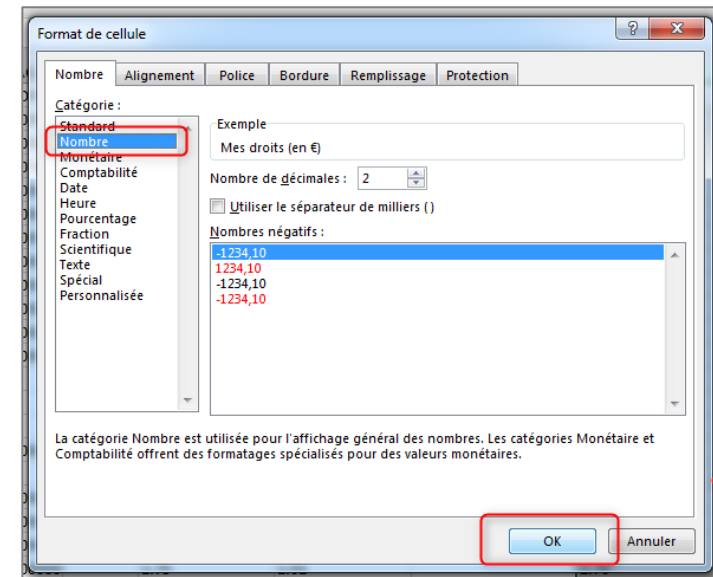 Format de cellule
Nombre Alignement Police Bordure Remplissage Protection
Catégorie :
Standard
Nombre
Monétaire
Comptabilité
Date
Heure
Pourcentage
Fraction
Scientifique
Texte
Spécial
Personnalisée
Exemple
Mes droits (en €)
Nombre de décimales : 2
Utiliser le séparateur de milliers ( )
Nombres négatifs :
-1234,10
1234,10
-1234,10
-1234,10
La catégorie Nombre est utilisée pour l'affichage général des nombres. Les catégories Monétaire et
Comptabilité offrent des formatages spécialisés pour des valeurs monétaires.
OK Annuler